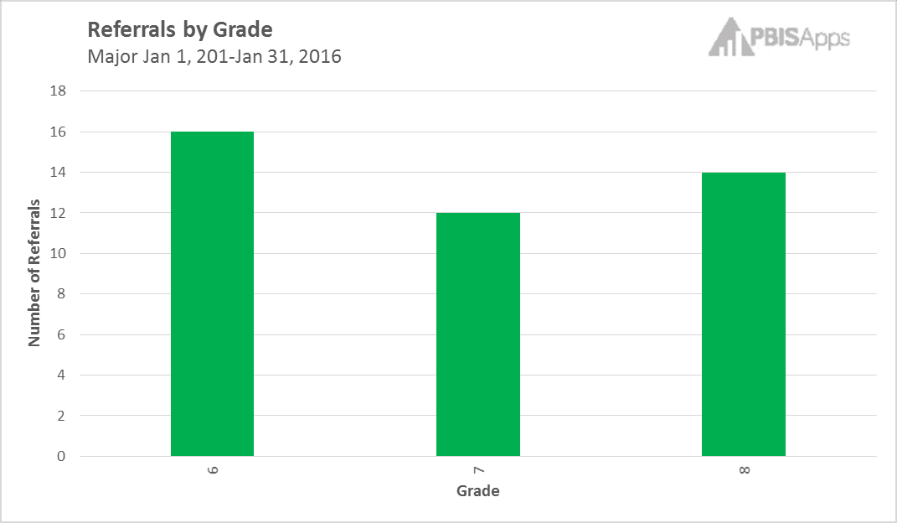 Referrals by Grade
Major Jan 1, 201-Jan 31, 2016
PBISApps
18
16
14
12
10
8
6
4
2
0
Number of Referrals
6
7
8
Grade